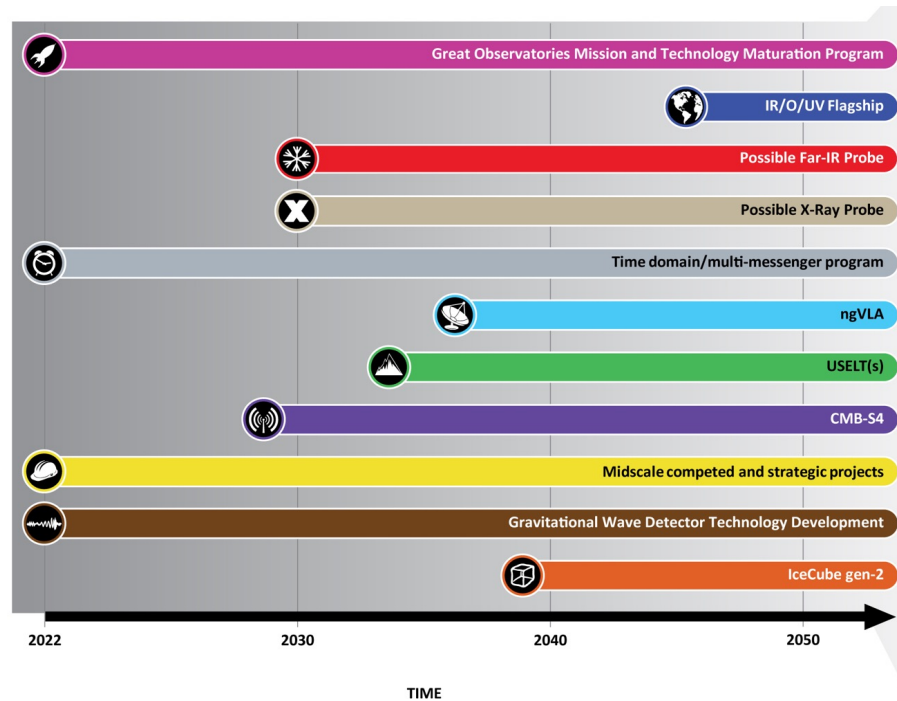 Great Observatories Mission and Technology Maturation Program
IR/O/UV Flagship
Possible Far-IR Probe
X
Possible X-Ray Probe
Time domain/multi-messenger program
ngVLA
USELT(s)
CMB-S4
Midscale competed and strategic projects
Gravitational Wave Detector Technology Development
IceCube gen-2
2022 2030 2040 2050
TIME